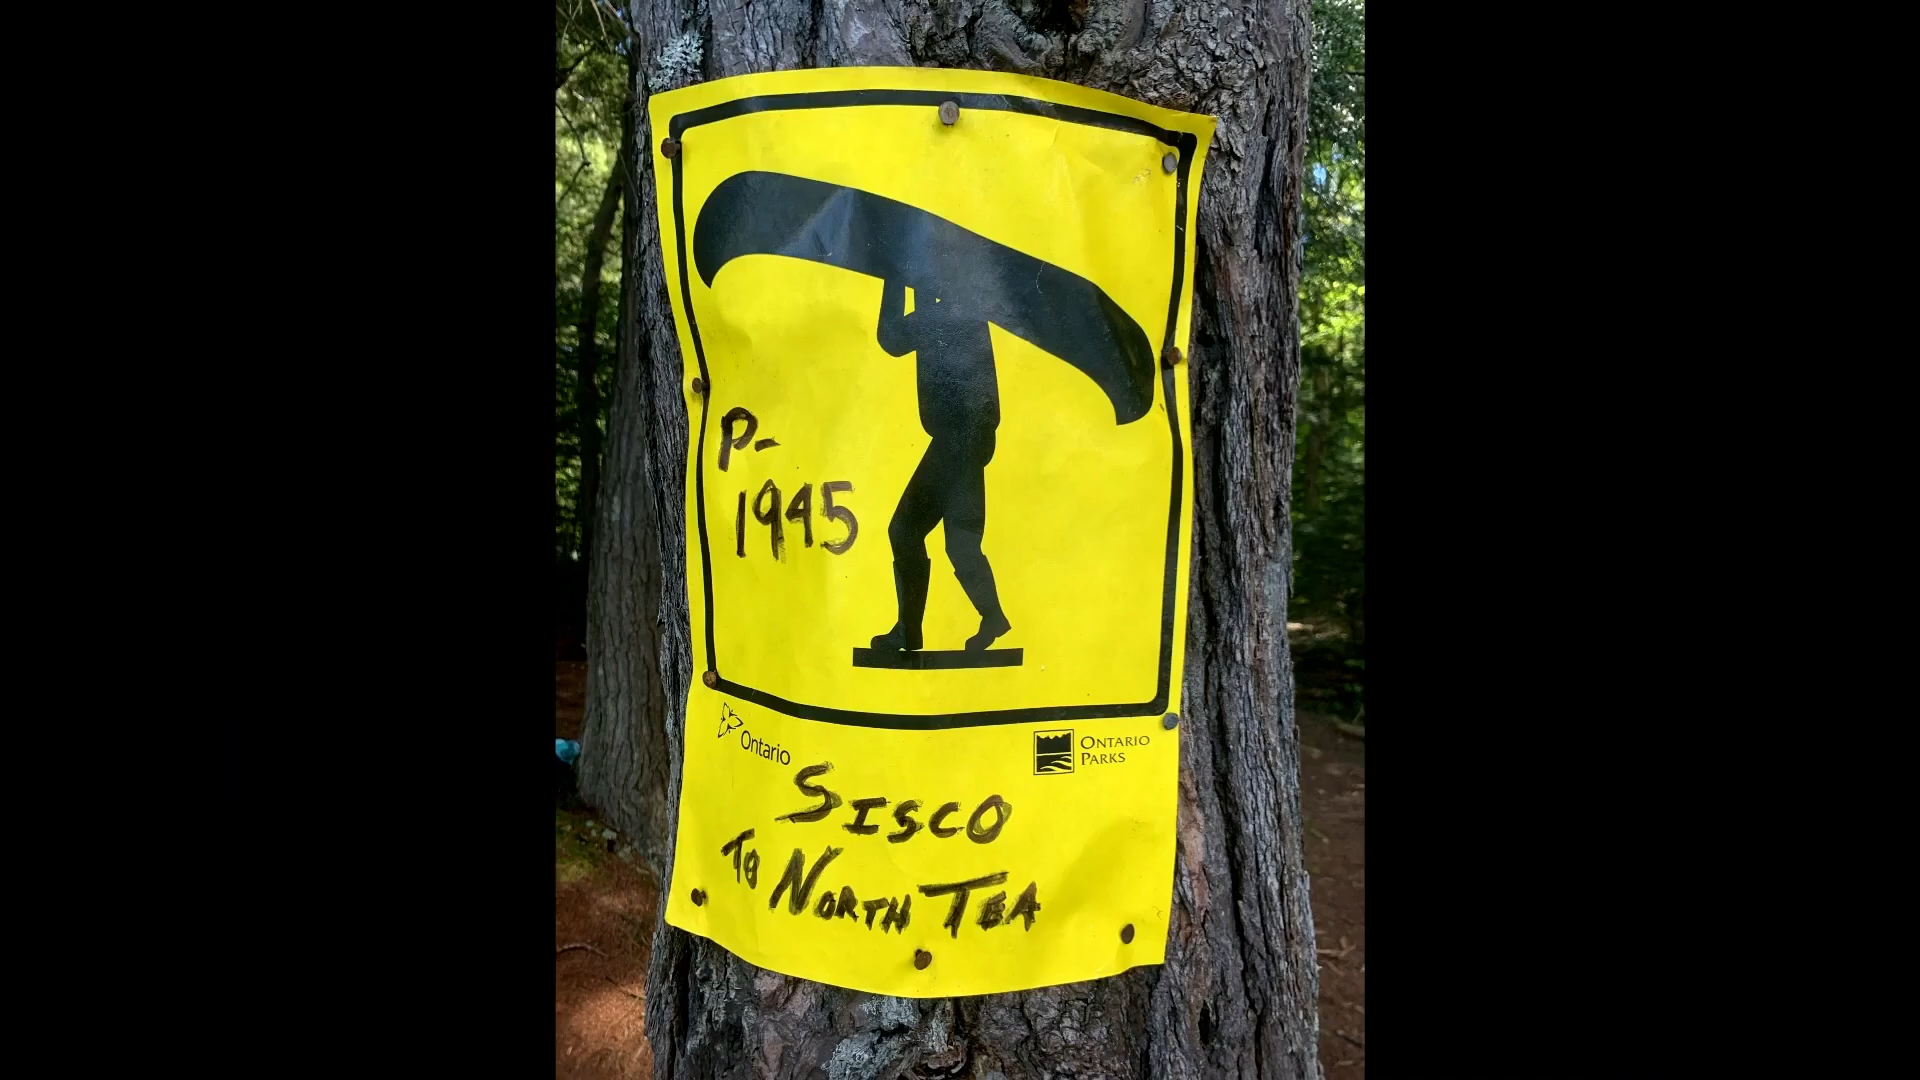 P-
1945
Ontario
ONTARIO
PARKS
SISCO
TO NORTH TEA